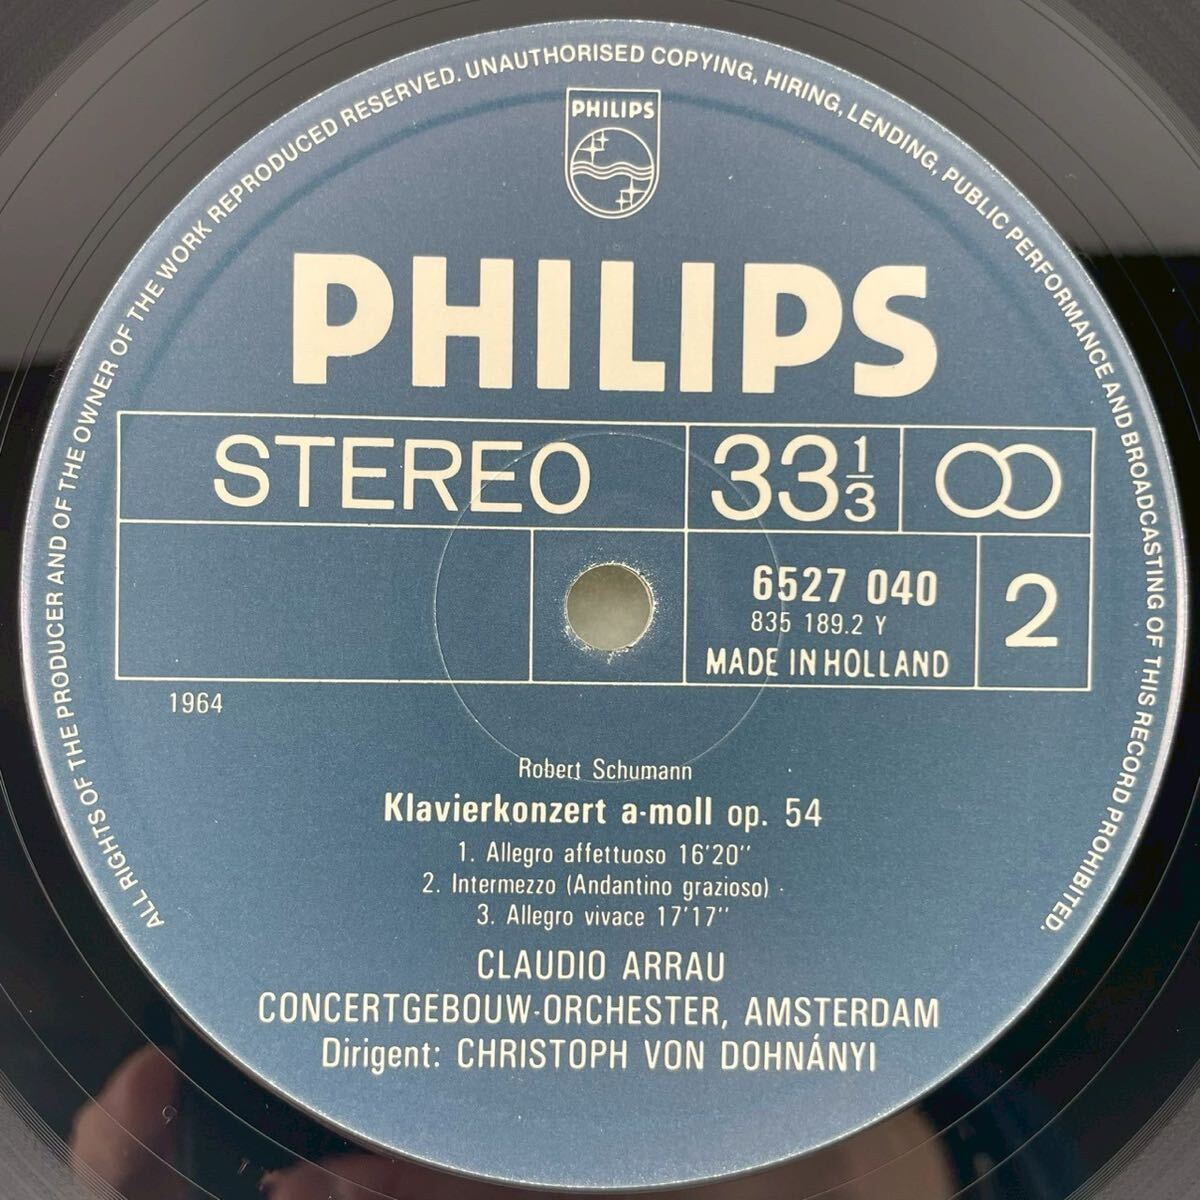 ALL RIGHTS OF THE PRODUCER AND OF THE OWNER OF THE WORK REPRODUCED RESERVED. UNAUTHORISED COPYING, HIRING, LENDING, PUBLIC PERFORMANCE AND BROADCASTING OF THIS RECORD PROHIBITED.
PHILIPS
PHILIPS
STEREO 33 1/3
6527 040
835 189.2 Y
MADE IN HOLLAND
2
1964
Robert Schumann
Klavierkonzert a-moll op. 54
1. Allegro affettuoso 16'20''
2. Intermezzo (Andantino grazioso) -
3. Allegro vivace 17'17''
CLAUDIO ARRAU
CONCERTGEBOUW-ORCHESTER, AMSTERDAM
Dirigent: CHRISTOPH VON DOHNÁNYI